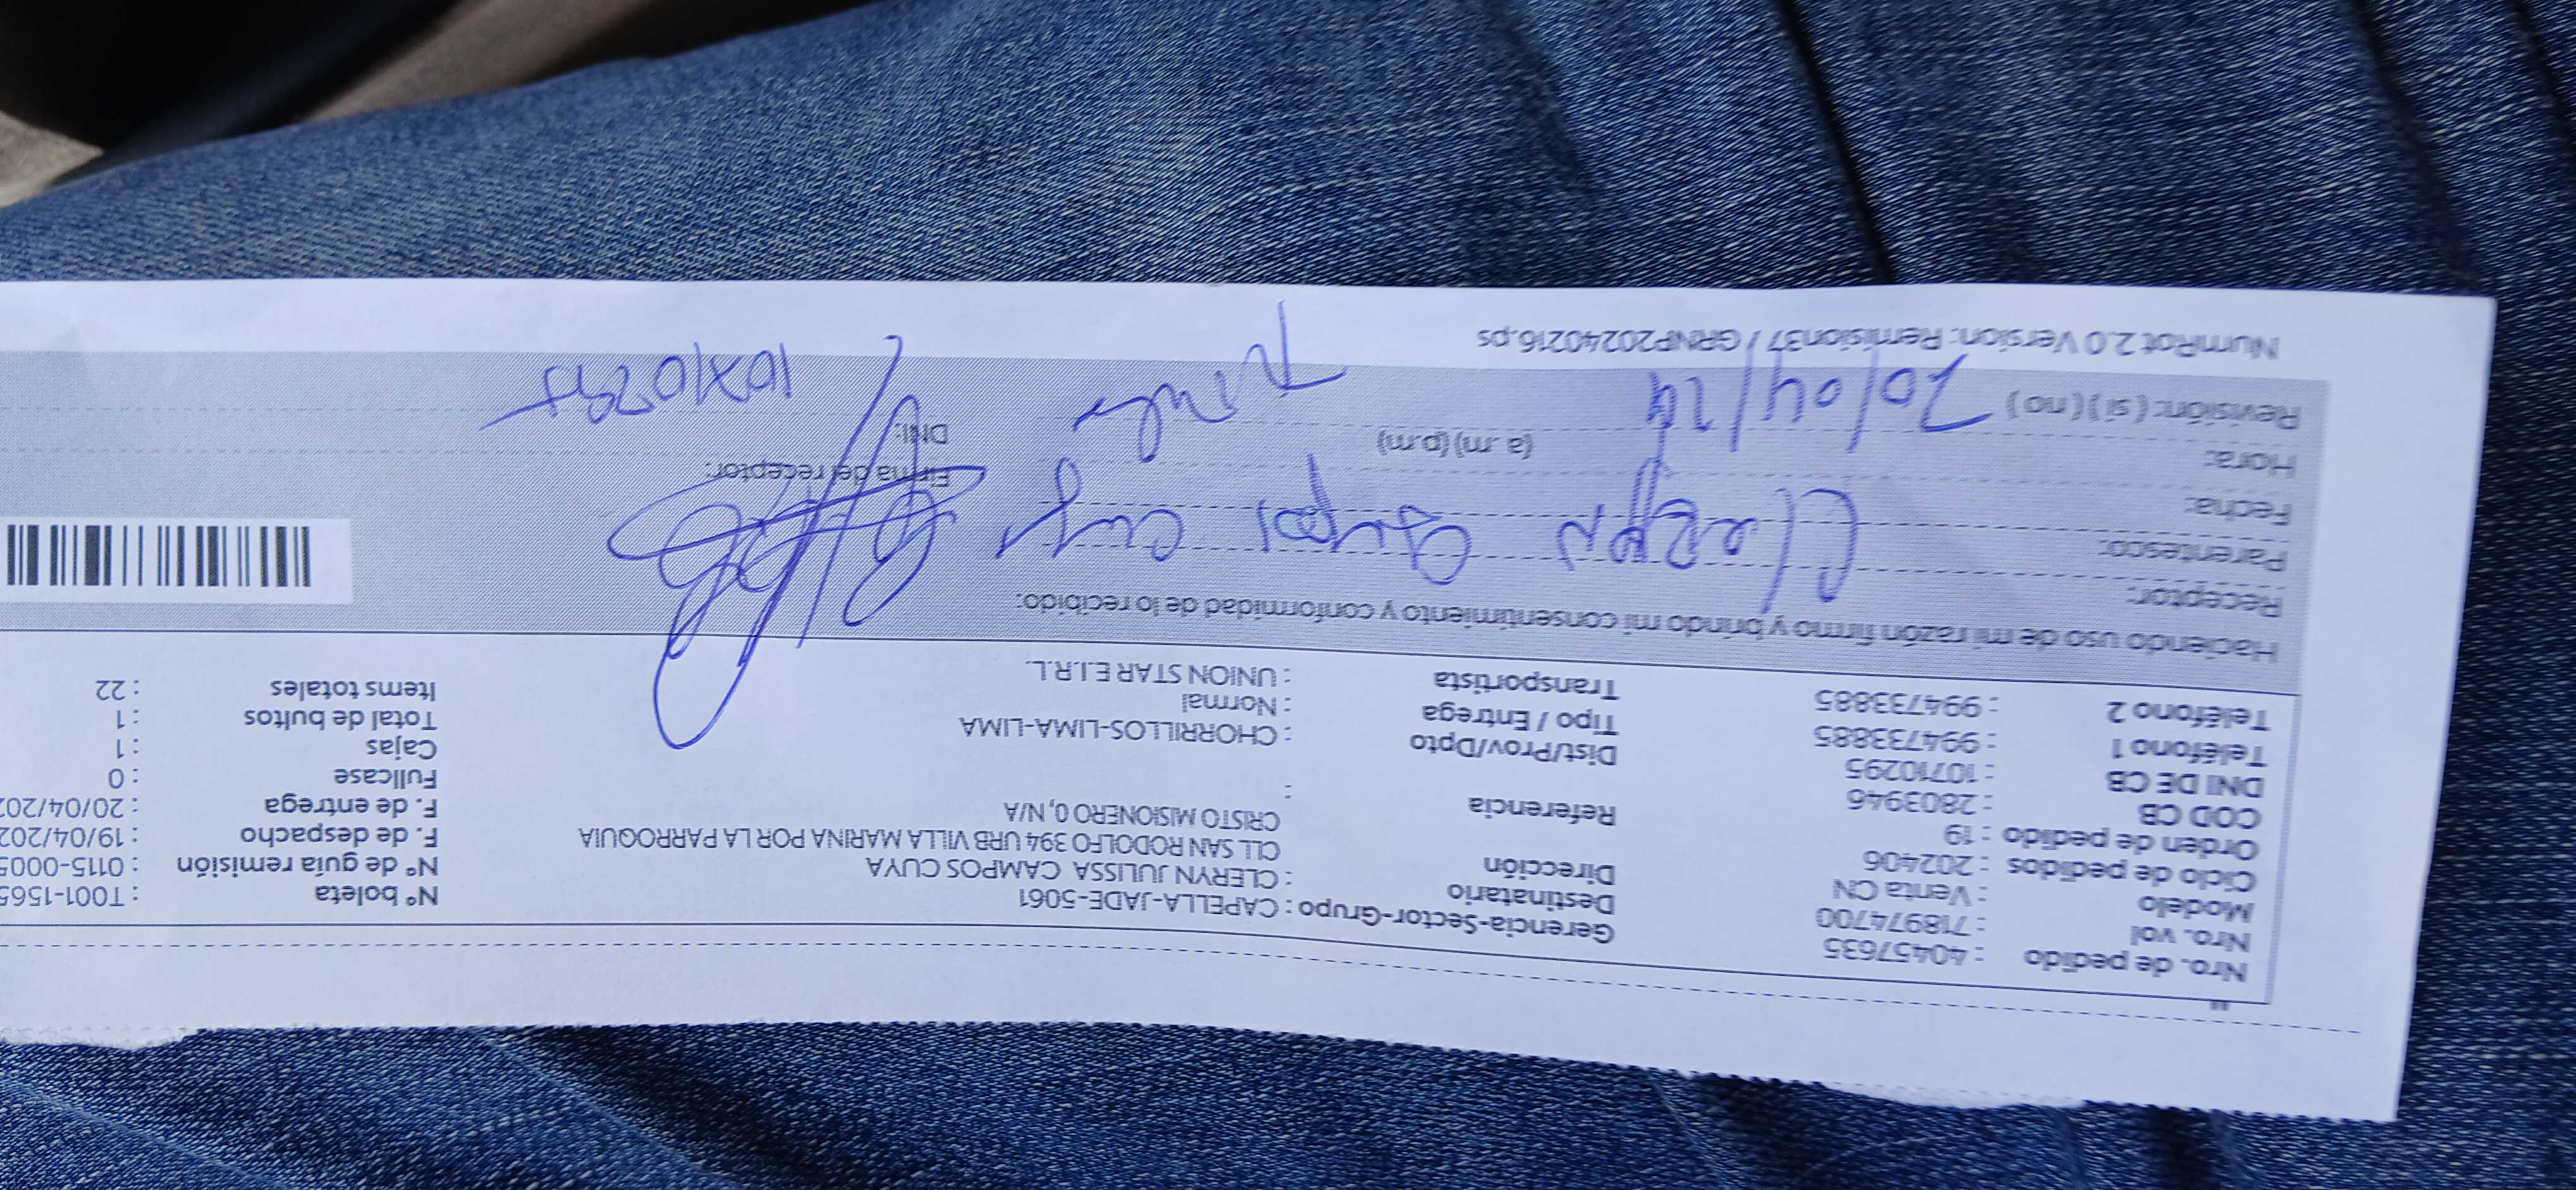 Nro. de pedido : 40457635 Gerencia-Sector-Grupo : CAPELLA-JADE-5061 N° boleta : T001-1565
Nro. vol : 718974700 Destinatario : CLERYN JULISSA CAMPOS CUYA N° de guía remisión : 0115-0005
Modelo : Venta CN Dirección : CLL SAN RODOLFO 394 URB VILLA MARINA POR LA PARROQUIA F. de despacho : 19/04/202
Ciclo de pedidos : 202406 CRISTO MISIONERO 0, N/A F. de entrega : 20/04/202
Orden de pedido : 19 Referencia : Fullcase : 0
COD CB : 2803946 Dist/Prov/Dpto : CHORRILLOS-LIMA-LIMA Cajas : 1
DNI DE CB : 10710295 Tipo / Entrega : Normal Total de bultos : 1
Teléfono 1 : 994733885 Transportista : UNION STAR E.I.R.L. Items totales : 22
Teléfono 2 : 994733885
Haciendo uso de mi razón firmo y brindo mi consentimiento y conformidad de lo recibido:
Receptor: Cleryn Campos Cuya
Parentesco:
Fecha: Firma del receptor:
Hora: (a .m) (p.m) DNI:
Revisión: ( si ) ( no ) 20/04/24 10710295
NumRot 2.0 Version: Remision37 / GRNP20240216.ps